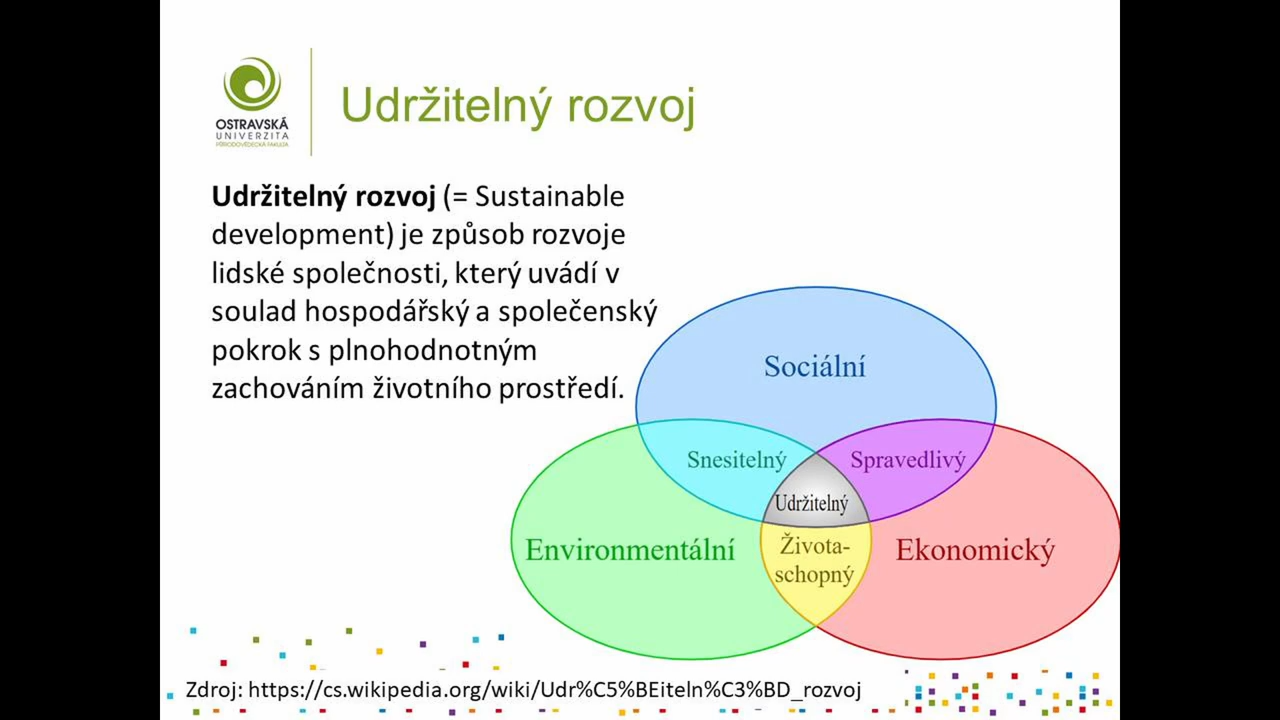 OSTRAVSKÁ
UNIVERZITA
PŘÍRODOVĚDECKÁ FAKULTA
Udržitelný rozvoj
Udržitelný rozvoj (= Sustainable
development) je způsob rozvoje
lidské společnosti, který uvádí v
soulad hospodářský a společenský
pokrok s plnohodnotným
zachováním životního prostředí.
Sociální
Snesitelný
Spravedlivý
Udržitelný
Environmentální
Života-
schopný
Ekonomický
Zdroj: https://cs.wikipedia.org/wiki/Udr%C5%BEiteln%C3%BD_rozvoj